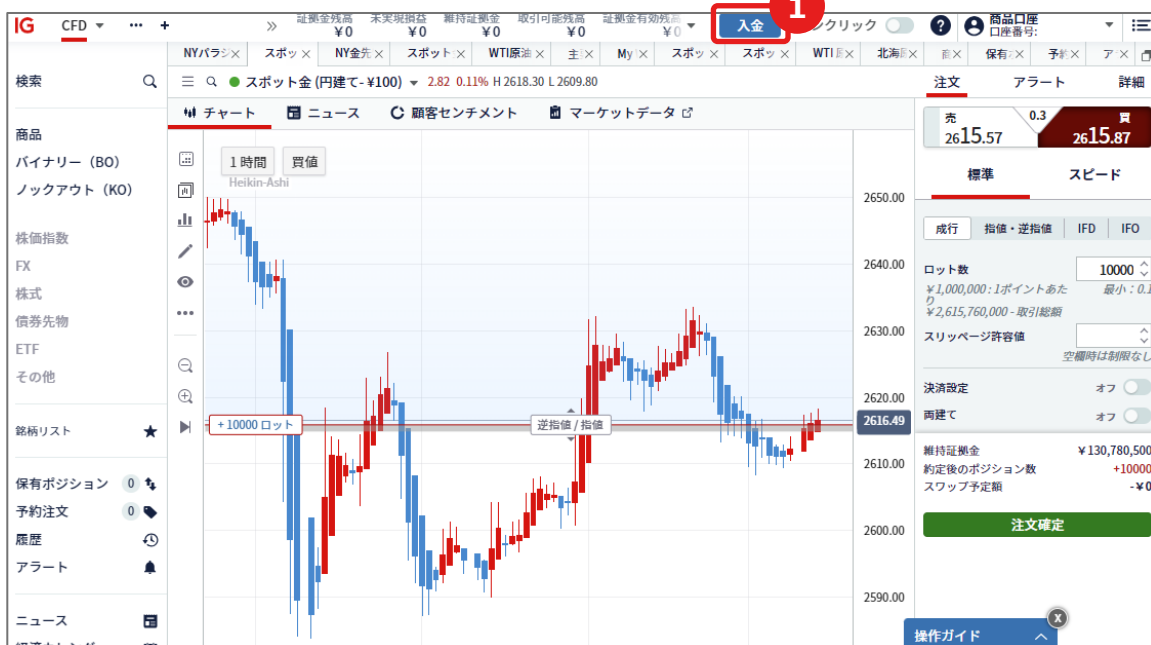 IG
CFD
証拠金残高
¥0
未実現損益
¥0
維持証拠金
¥0
取引可能残高
¥0
証拠金有効残高
¥0
入金
1
クリック
商品口座
口座番号:
NYパラジ
スポッ
NY金先
スポット
WTI原油
主
My
スポッ
スポッ
WTI
北海
商
保有
予約
ア
検索
スポット金 (円建て-¥100)
2.82 0.11% H 2618.30 L 2609.80
注文
アラート
詳細
チャート
ニュース
顧客センチメント
マーケットデータ
商品
バイナリー（BO）
ノックアウト（KO）
株価指数
FX
株式
債券先物
ETF
その他
銘柄リスト
保有ポジション 0
予約注文 0
履歴
アラート
ニュース
1 時間
買値
Heikin-Ashi
+ 10000 ロット
逆指値 / 指値
2650.00
2640.00
2630.00
2620.00
2616.49
2610.00
2600.00
2590.00
売
2615.57
0.3
買
2615.87
標準
スピード
成行
指値・逆指値
IFD
IFO
ロット数
10000
¥1,000,000 : 1ポイントあた
り
最小：0.1
¥2,615,760,000 - 取引総額
スリッページ許容値
空欄時は制限なし
決済設定
オフ
両建て
オフ
維持証拠金
¥130,780,500
約定後のポジション数
+10000
スワップ予定額
-¥0
注文確定
X
操作ガイド